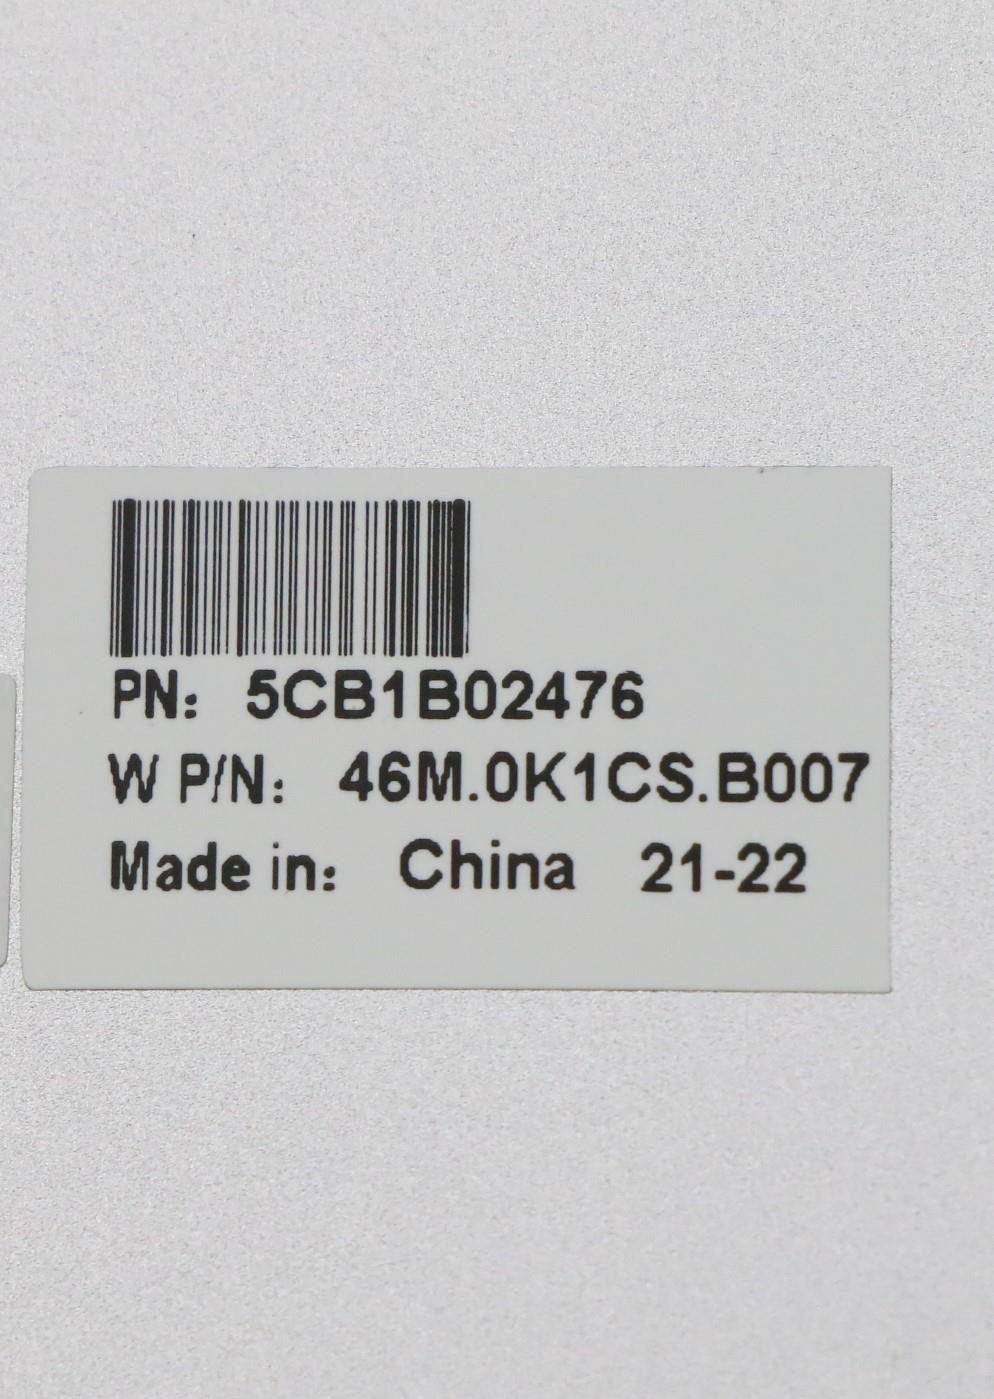 PN: 5CB1B02476
W P/N: 46M.0K1CS.B007
Made in: China 21-22